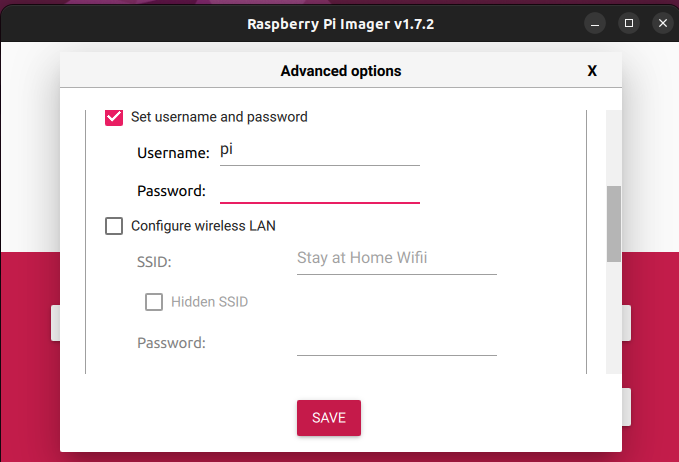 Raspberry Pi Imager v1.7.2
Advanced options X
Set username and password
Username: pi
Password:
Configure wireless LAN
SSID: Stay at Home Wifii
Hidden SSID
Password:
SAVE